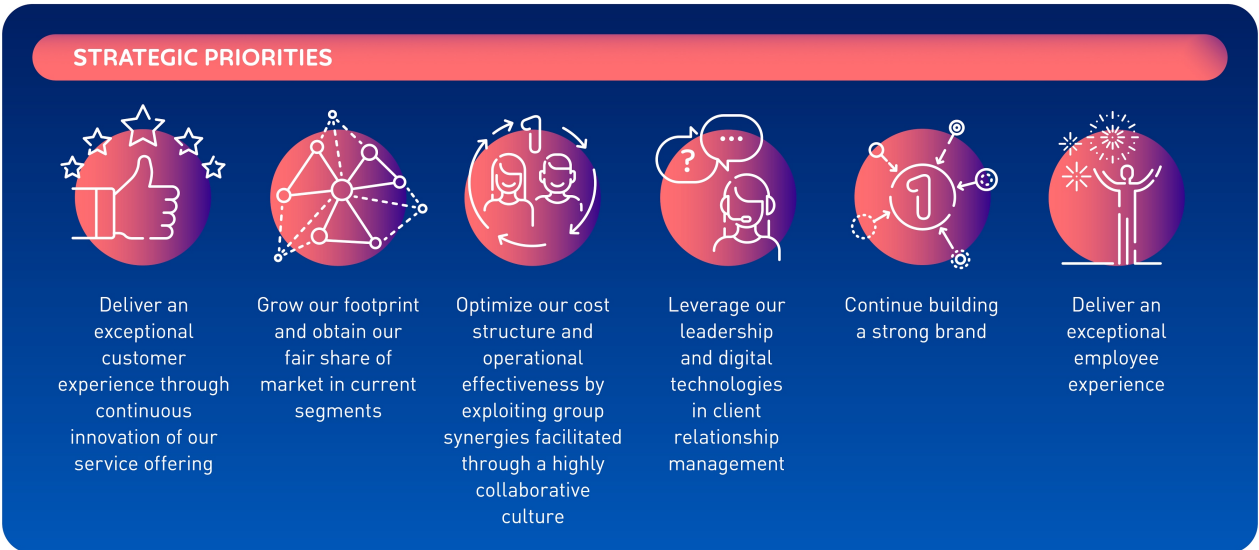 STRATEGIC PRIORITIES
?
1
1
Deliver an
exceptional
customer
experience through
continuous
innovation of our
service offering
Grow our footprint
and obtain our
fair share of
market in current
segments
Optimize our cost
structure and
operational
effectiveness by
exploiting group
synergies facilitated
through a highly
collaborative
culture
Leverage our
leadership
and digital
technologies
in client
relationship
management
Continue building
a strong brand
Deliver an
exceptional
employee
experience